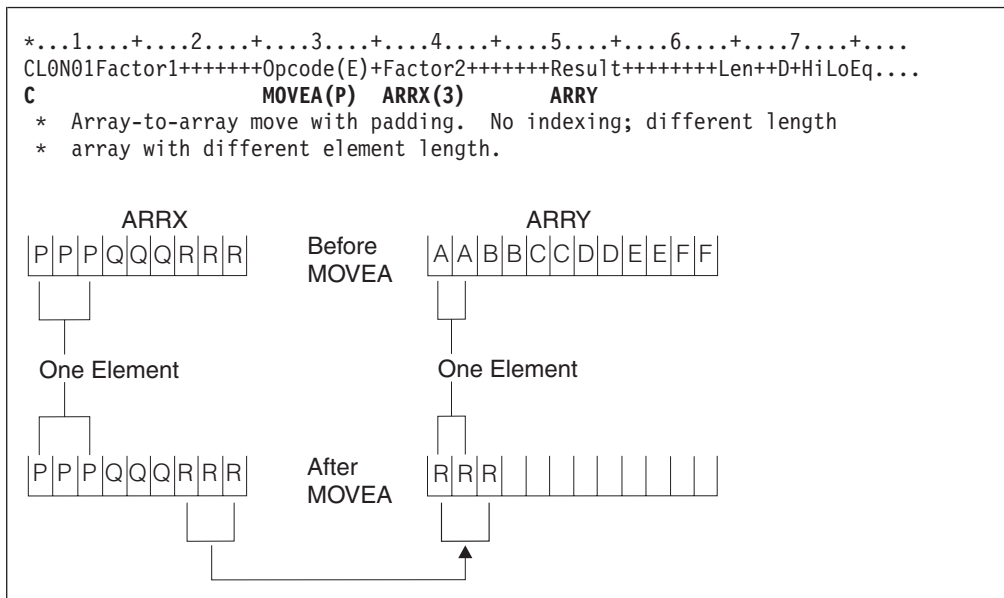 *...1....+....2....+....3....+....4....+....5....+....6....+....7...+....
CL0N01Factor1+++++++Opcode(E)+Factor2+++++++Result++++++++Len++D+HiLoEq....
C                   MOVEA(P)  ARRX(3)       ARRY
 *  Array-to-array move with padding.  No indexing; different length
 *  array with different element length.
ARRX ARRY
P P P Q Q Q R R R Before MOVEA A A B B C C D D E E F F
One Element One Element
P P P Q Q Q R R R After MOVEA R R R